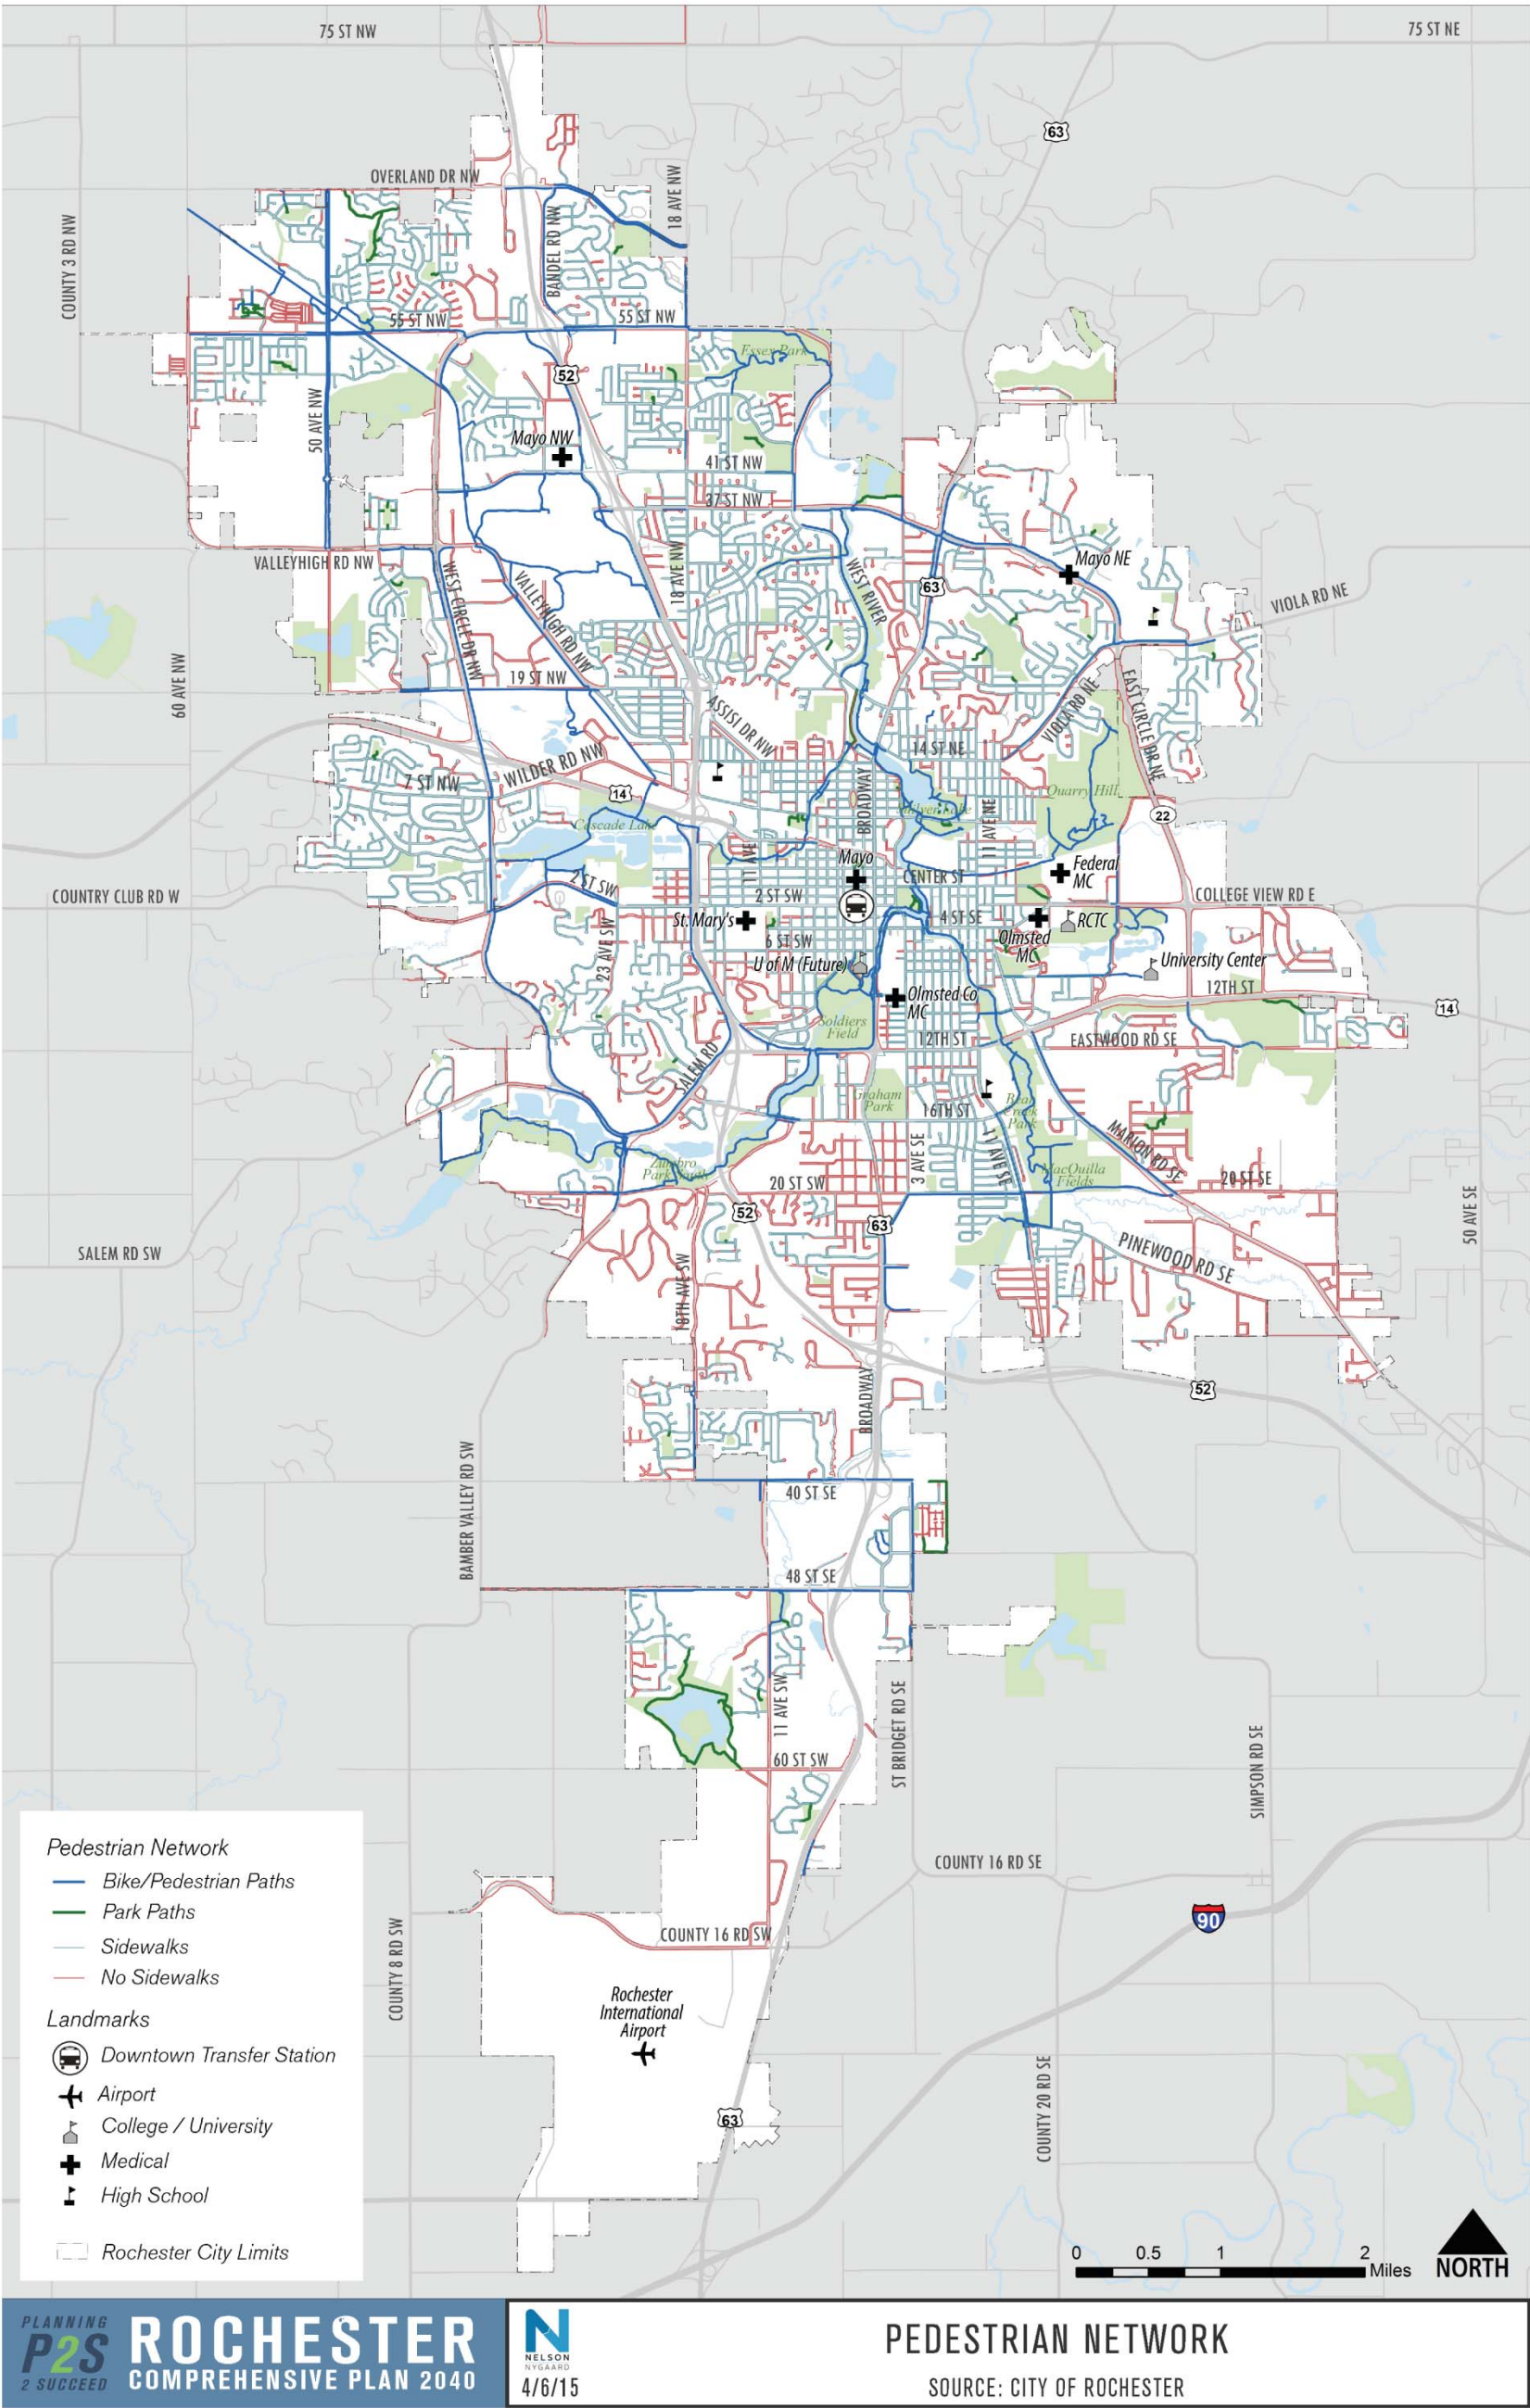 75 ST NW
75 ST NE
63
OVERLAND DR NW
18 AVE NW
COUNTY 3 RD NW
BANDEL RD NW
55 ST NW
55 ST NW
Essex Park
52
50 AVE NW
Mayo NW
41 ST NW
37 ST NW
VALLEYHIGH RD NW
WEST CIRCLE DR NW
VALLEYHIGH RD NW
18 AVE NW
WEST RIVER
63
Mayo NE
VIOLA RD NE
60 AVE NW
19 ST NW
ASSISI DR NW
VIOLA RD NE
EAST CIRCLE DR NE
14 ST NE
7 ST NW
WILDER RD NW
14
BROADWAY
Quarry Hill
11 AVE NE
22
Cascade Lake
11 AVE
Mayo
CENTER ST
Federal
MC
COUNTRY CLUB RD W
2 ST SW
2 ST SW
COLLEGE VIEW RD E
St. Mary's
4 ST SE
RCTC
Olmsted
MC
23 AVE SW
6 ST SW
U of M (Future)
University Center
12TH ST
14
Olmsted Co
MC
Soldiers
Field
12TH ST
EASTWOOD RD SE
SALEM RD
Graham
Park
16TH ST
Bear
Creek
Park
MARION RD SE
3 AVE SE
11 AVE SE
Zumbro
Park South
MacQuilla
Fields
20 ST SW
20 ST SE
52
63
50 AVE SE
SALEM RD SW
PINEWOOD RD SE
18TH AVE SW
BROADWAY
52
BAMBER VALLEY RD SW
40 ST SE
48 ST SE
11 AVE SW
ST BRIDGET RD SE
60 ST SW
SIMPSON RD SE
COUNTY 16 RD SE
90
COUNTY 8 RD SW
COUNTY 16 RD SW
Rochester
International
Airport
63
COUNTY 20 RD SE
Pedestrian Network
Bike/Pedestrian Paths
Park Paths
Sidewalks
No Sidewalks
Landmarks
Downtown Transfer Station
Airport
College / University
Medical
High School
Rochester City Limits
0 0.5 1 2
Miles
NORTH
PLANNING
P2S
2 SUCCEED
ROCHESTER
COMPREHENSIVE PLAN 2040
N
NELSON
NYGAARD
4/6/15
PEDESTRIAN NETWORK
SOURCE: CITY OF ROCHESTER